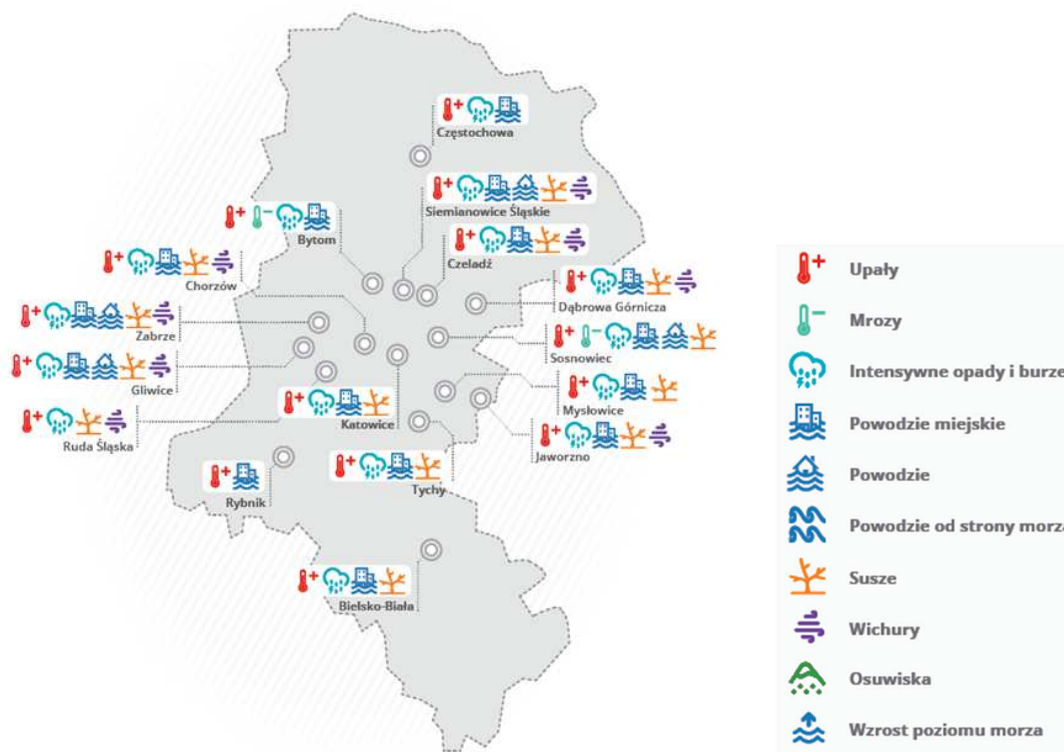 Częstochowa
Siemianowice Śląskie
Bytom
Czeladź
Chorzów
Dąbrowa Górnicza
Zabrze
Sosnowiec
Gliwice
Mysłowice
Katowice
Ruda Śląska
Jaworzno
Tychy
Rybnik
Bielsko-Biała
Upały
Mrozy
Intensywne opady i burze
Powodzie miejskie
Powodzie
Powodzie od strony morza
Susze
Wichury
Osuwiska
Wzrost poziomu morza